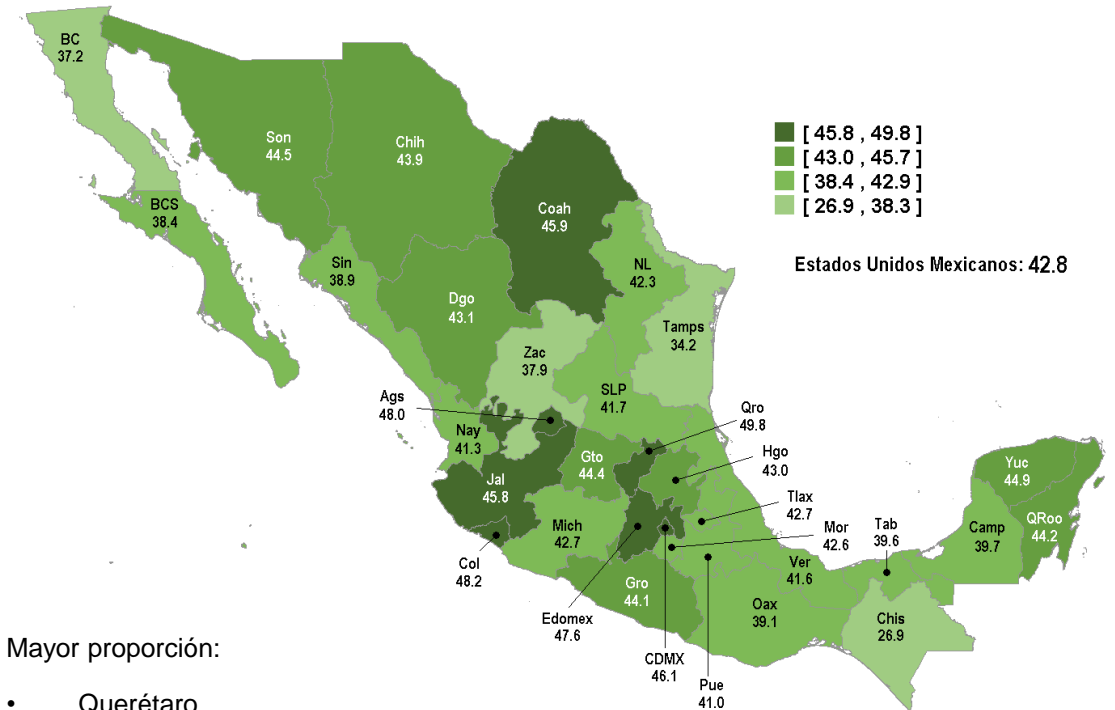 BC
37.2
Son
44.5
Chih
43.9
[ 45.8 , 49.8 ]
[ 43.0 , 45.7 ]
[ 38.4 , 42.9 ]
[ 26.9 , 38.3 ]
BCS
38.4
Coah
45.9
Sin
38.9
NL
42.3
Estados Unidos Mexicanos: 42.8
Dgo
43.1
Tamps
34.2
Zac
37.9
SLP
41.7
Ags
48.0
Qro
49.8
Nay
41.3
Gto
44.4
Hgo
43.0
Yuc
44.9
Jal
45.8
Tlax
42.7
QRoo
44.2
Mich
42.7
Mor
42.6
Tab
39.6
Camp
39.7
Col
48.2
Ver
41.6
Gro
44.1
Oax
39.1
Chis
26.9
Edomex
47.6
Mayor proporción:
CDMX
46.1
Pue
41.0
• Querétaro